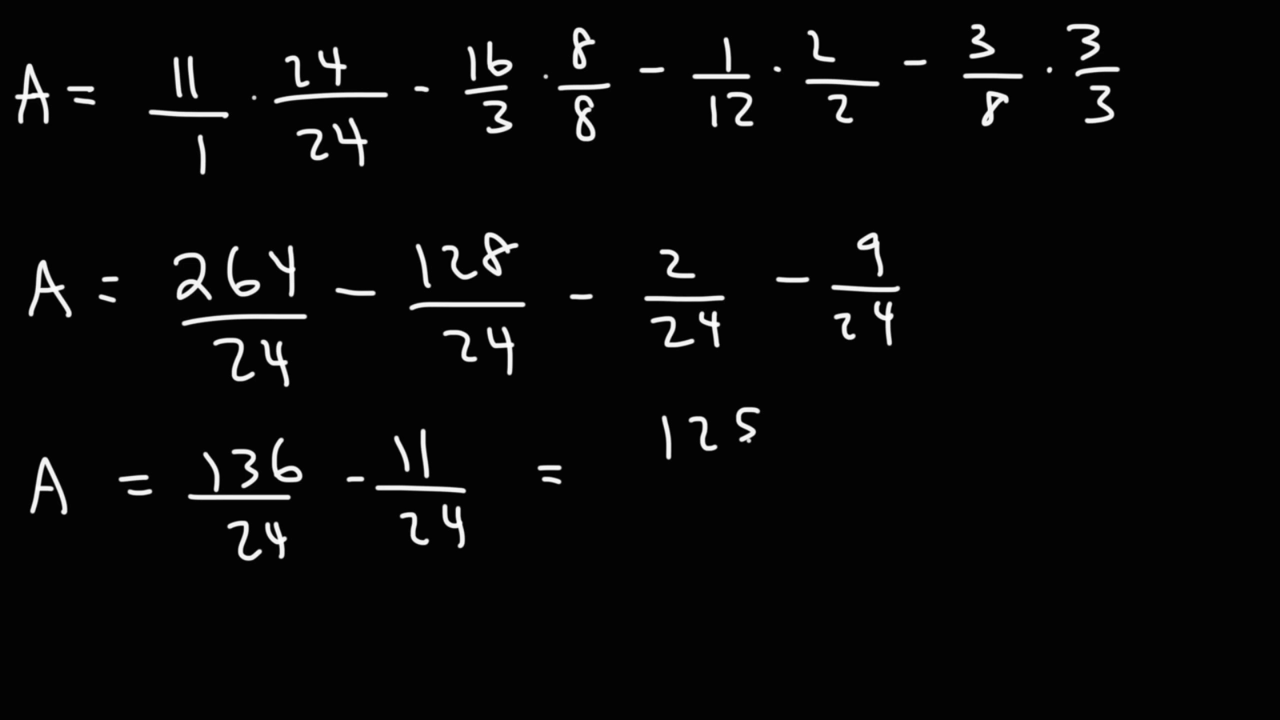 A = 11/1 · 24/24 - 16/3 · 8/8 - 1/12 · 2/2 - 3/8 · 3/3
A = 264/24 - 128/24 - 2/24 - 9/24
A = 136/24 - 11/24 = 125